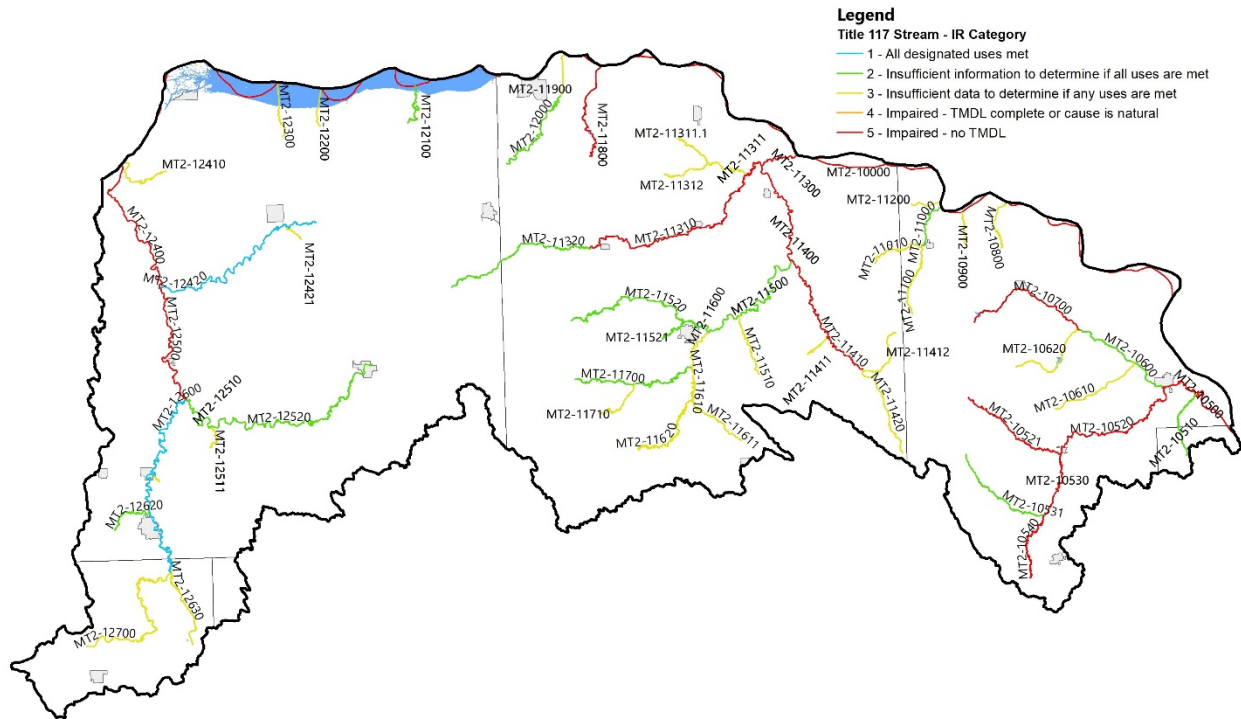 Legend
Title 117 Stream - IR Category
1 - All designated uses met
2 - Insufficient information to determine if all uses are met
3 - Insufficient data to determine if any uses are met
4 - Impaired - TMDL complete or cause is natural
5 - Impaired - no TMDL
MT2-12300
MT2-12200
MT2-12100
MT2-11900
MT2-12000
MT2-11800
MT2-12410
MT2-11311.1
MT2-11311
MT2-11312
MT2-11300
MT2-10000
MT2-11200
MT2-11000
MT2-11010
MT2-11100
MT2-10900
MT2-10800
MT2-12400
MT2-12420
MT2-12421
MT2-11320
MT2-11310
MT2-11400
MT2-12500
MT2-11520
MT2-11521
MT2-11600
MT2-11500
MT2-11510
MT2-11411
MT2-11410
MT2-11412
MT2-11420
MT2-10700
MT2-10620
MT2-10600
MT2-10610
MT2-10500
MT2-10510
MT2-12600
MT2-12510
MT2-12520
MT2-12511
MT2-11700
MT2-11710
MT2-11610
MT2-11620
MT2-11611
MT2-10521
MT2-10520
MT2-10530
MT2-10531
MT2-10540
MT2-12620
MT2-12630
MT2-12700